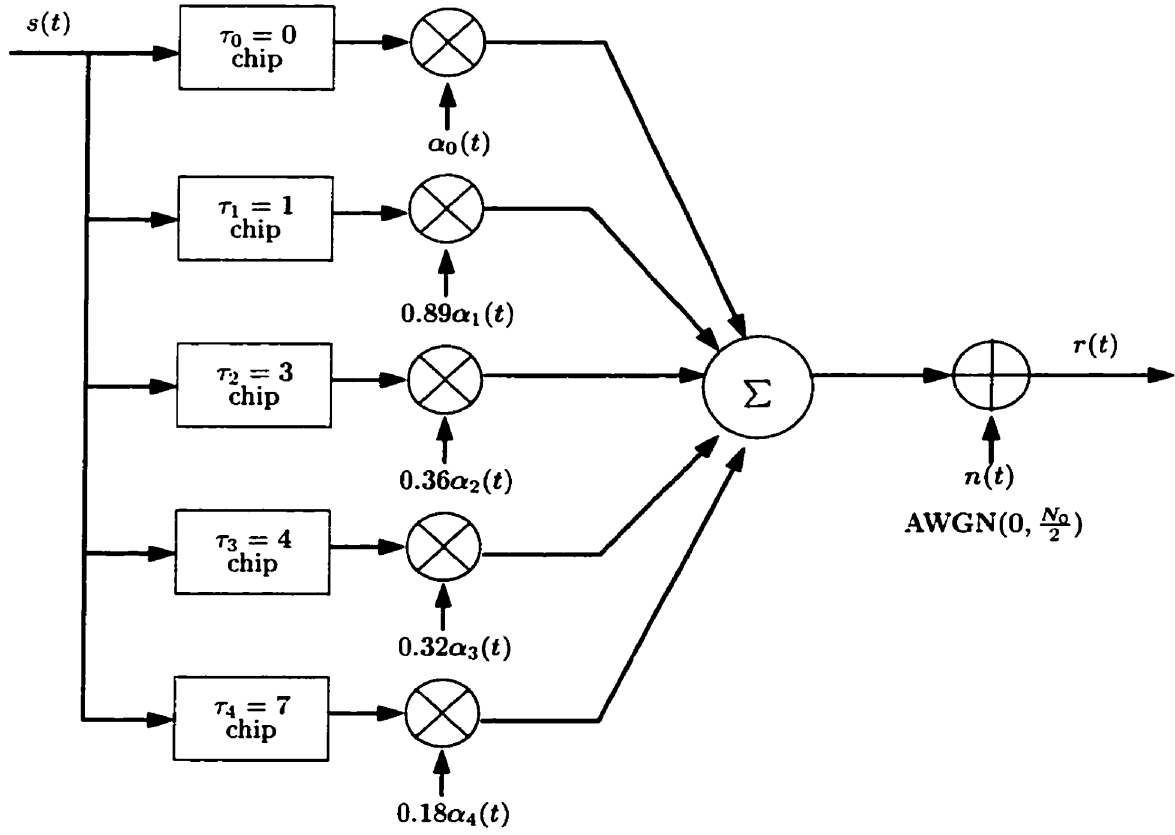 s(t)
τ₀ = 0
chip
α₀(t)
τ₁ = 1
chip
0.89α₁(t)
τ₂ = 3
chip
0.36α₂(t)
Σ
r(t)
n(t)
AWGN(0, N₀/2)
τ₃ = 4
chip
0.32α₃(t)
τ₄ = 7
chip
0.18α₄(t)